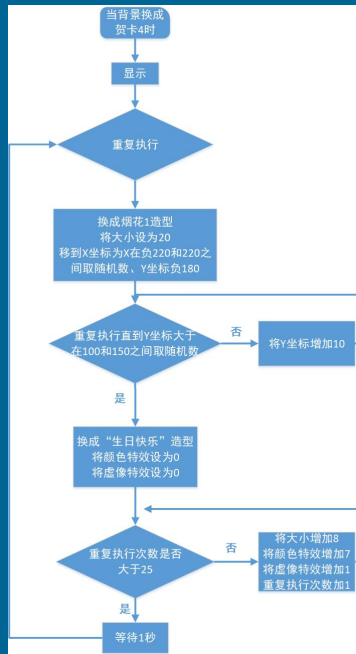 当背景换成
贺卡4时
显示
重复执行
换成烟花1造型
将大小设为20
移到X坐标为X在负220和220之
间取随机数、Y坐标负180
重复执行直到Y坐标大于
在100和150之间取随机数
否
将Y坐标增加10
是
换成“生日快乐”造型
将颜色特效设为0
将虚像特效设为0
重复执行次数是否
大于25
否
将大小增加8
将颜色特效增加7
将虚像特效增加1
重复执行次数加1
是
等待1秒